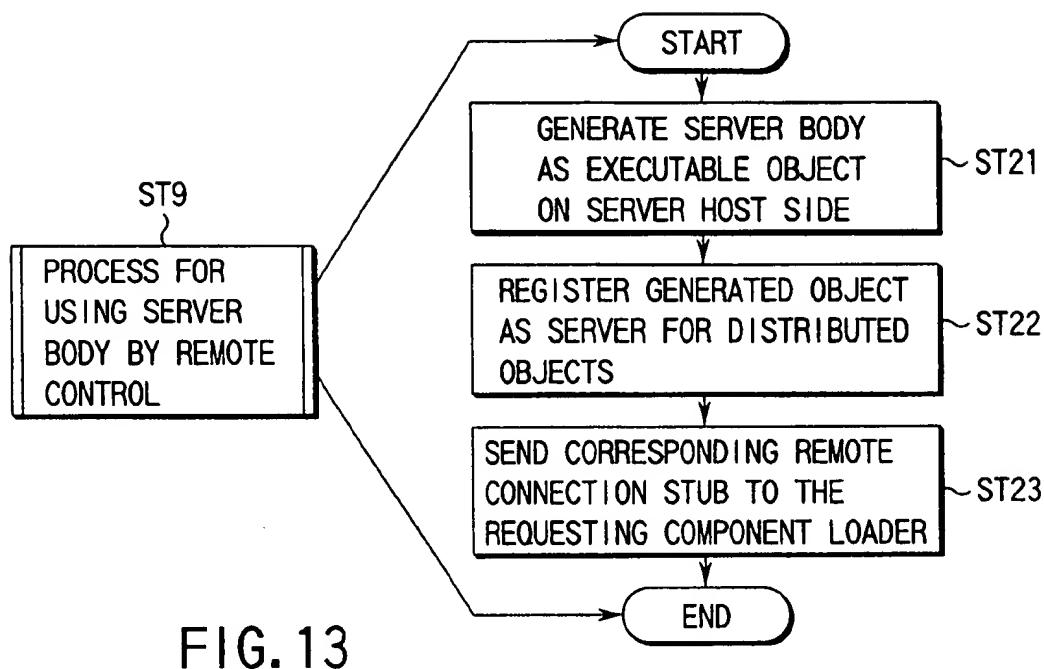 ST9
PROCESS FOR
USING SERVER
BODY BY REMOTE
CONTROL
START
GENERATE SERVER BODY
AS EXECUTABLE OBJECT
ON SERVER HOST SIDE
ST21
REGISTER GENERATED OBJECT
AS SERVER FOR DISTRIBUTED
OBJECTS
ST22
SEND CORRESPONDING REMOTE
CONNECTION STUB TO THE
REQUESTING COMPONENT LOADER
ST23
END
FIG. 13